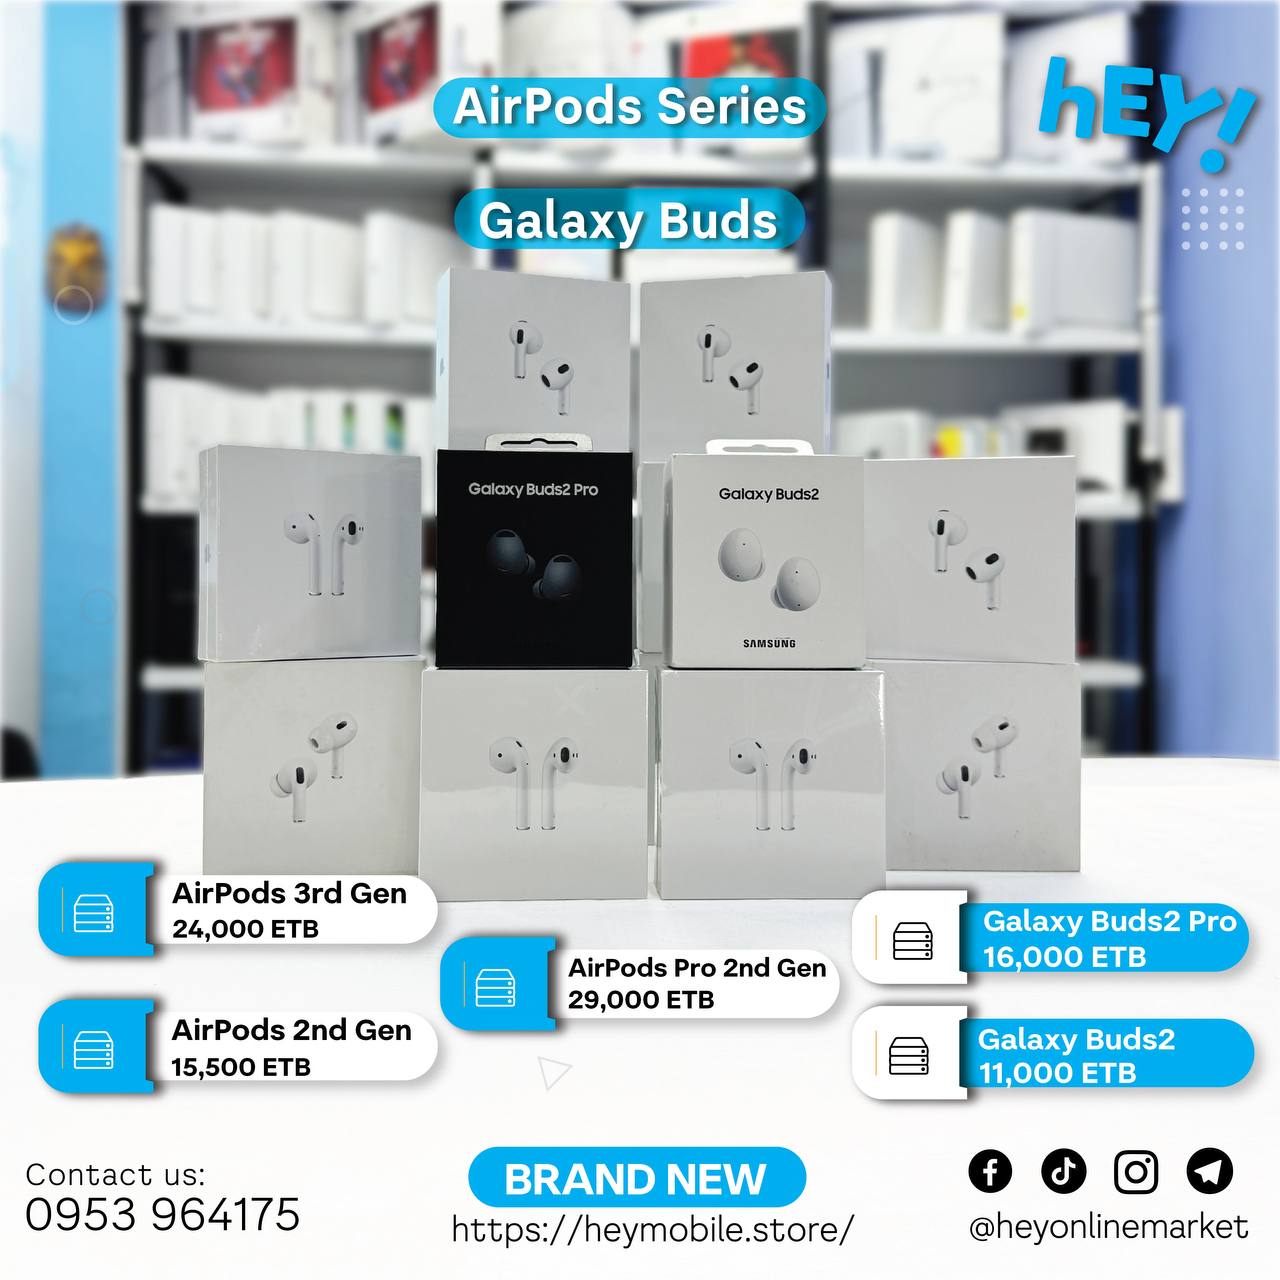 AirPods Series
hEY!
Galaxy Buds
Galaxy Buds2 Pro
Galaxy Buds2
SAMSUNG
AirPods 3rd Gen
24,000 ETB
AirPods 2nd Gen
15,500 ETB
AirPods Pro 2nd Gen
29,000 ETB
Galaxy Buds2 Pro
16,000 ETB
Galaxy Buds2
11,000 ETB
Contact us:
0953 964175
BRAND NEW
https://heymobile.store/
@heyonlinemarket